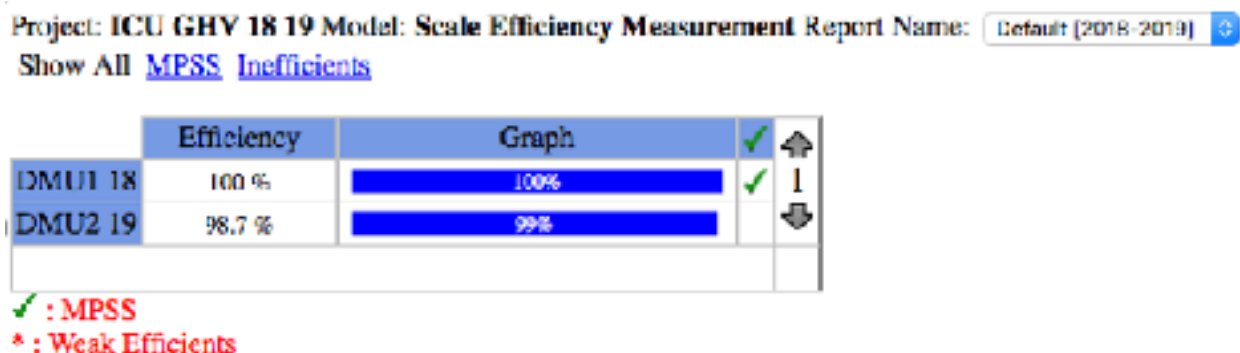 Project: ICU GHV 18 19 Model: Scale Efficiency Measurement Report Name: Default [2018-2019]
Show All MPSS Inefficients
Efficiency Graph ✓
DMU1 18 100 % 100% ✓ 1
DMU2 19 98.7 % 99%
✓ : MPSS
* : Weak Efficients